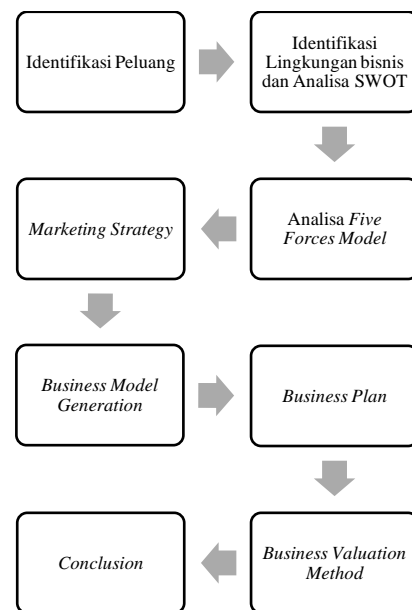 Identifikasi Peluang
Identifikasi
Lingkungan bisnis
dan Analisa SWOT
Analisa Five
Forces Model
Marketing Strategy
Business Model
Generation
Business Plan
Business Valuation
Method
Conclusion